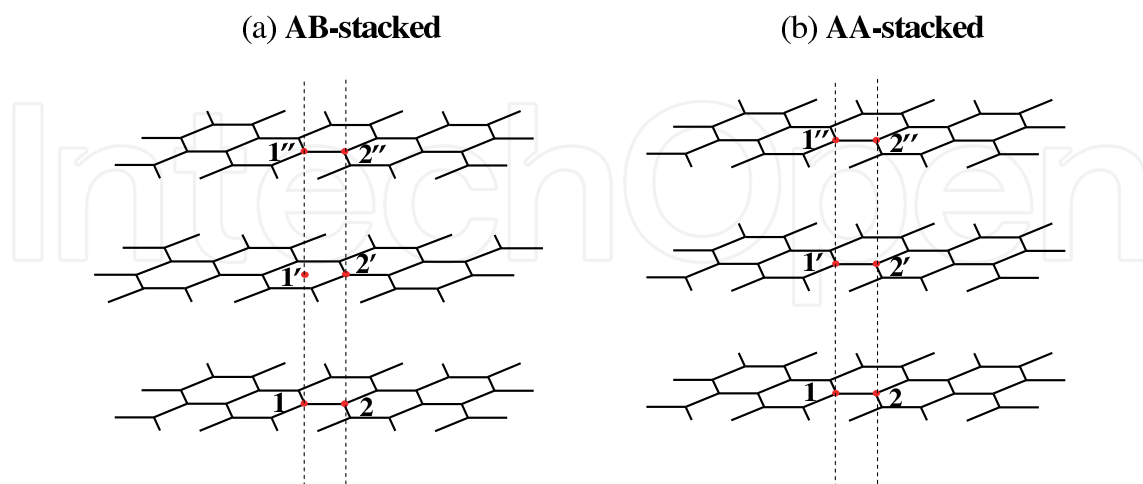 (a) AB-stacked
(b) AA-stacked
1″ 2″
1′ 2′
1 2
1″ 2″
1′ 2′
1 2
IntechOpen